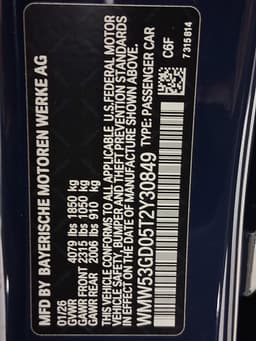 MFD BY BAYERISCHE MOTOREN WERKE AG
01/26
GVWR 4079 lbs 1850 kg
GAWR FRONT 2315 lbs 1050 kg
GAWR REAR 2006 lbs 910 kg
THIS VEHICLE CONFORMS TO ALL APPLICABLE U.S. FEDERAL MOTOR
VEHICLE SAFETY, BUMPER AND THEFT PREVENTION STANDARDS
IN EFFECT ON THE DATE OF MANUFACTURE SHOWN ABOVE.
WMW53GD05T2Y30849 TYPE: PASSENGER CAR
C6F
7315814